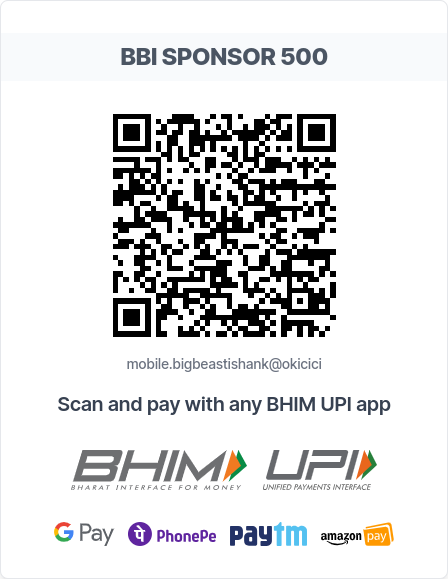 BBI SPONSOR 500
mobile.bigbeastishank@okicici
Scan and pay with any BHIM UPI app
BHIM UPI
BHARAT INTERFACE FOR MONEY UNIFIED PAYMENTS INTERFACE
G Pay PhonePe paytm amazon pay